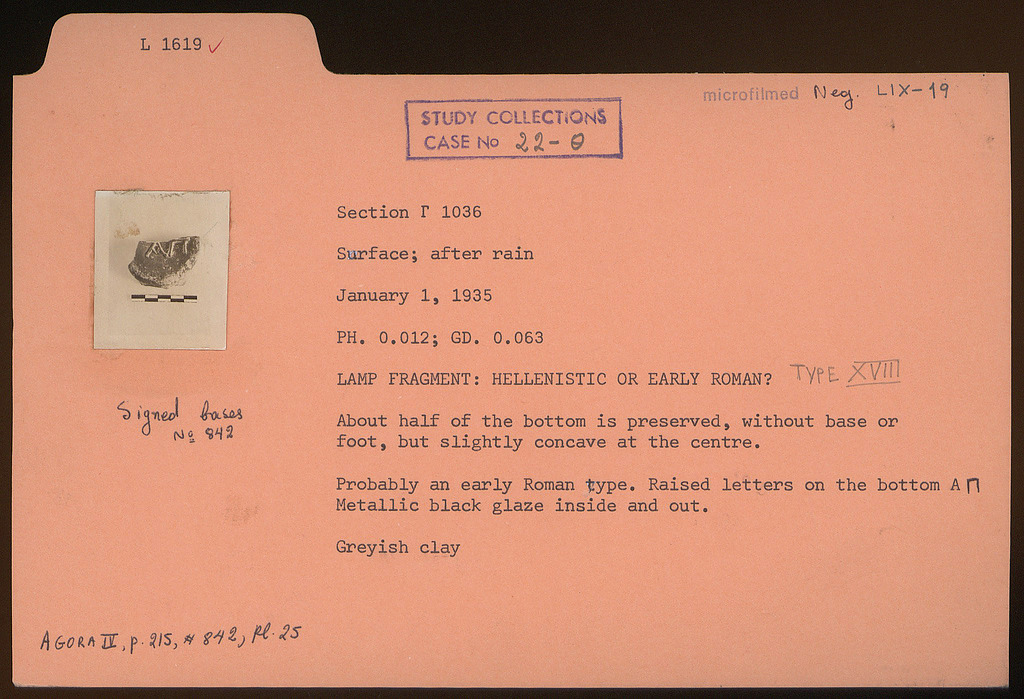 L 1619 ✓
microfilmed Neg. LIX-19
STUDY COLLECTIONS
CASE No 22-Θ
Section Γ 1036
Surface; after rain
January 1, 1935
PH. 0.012; GD. 0.063
LAMP FRAGMENT: HELLENISTIC OR EARLY ROMAN? TYPE XVIII
About half of the bottom is preserved, without base or
foot, but slightly concave at the centre.
Probably an early Roman type. Raised letters on the bottom AΠ
Metallic black glaze inside and out.
Greyish clay
Signed bases
No 842
AGORA IV, p. 215, # 842, Pl. 25